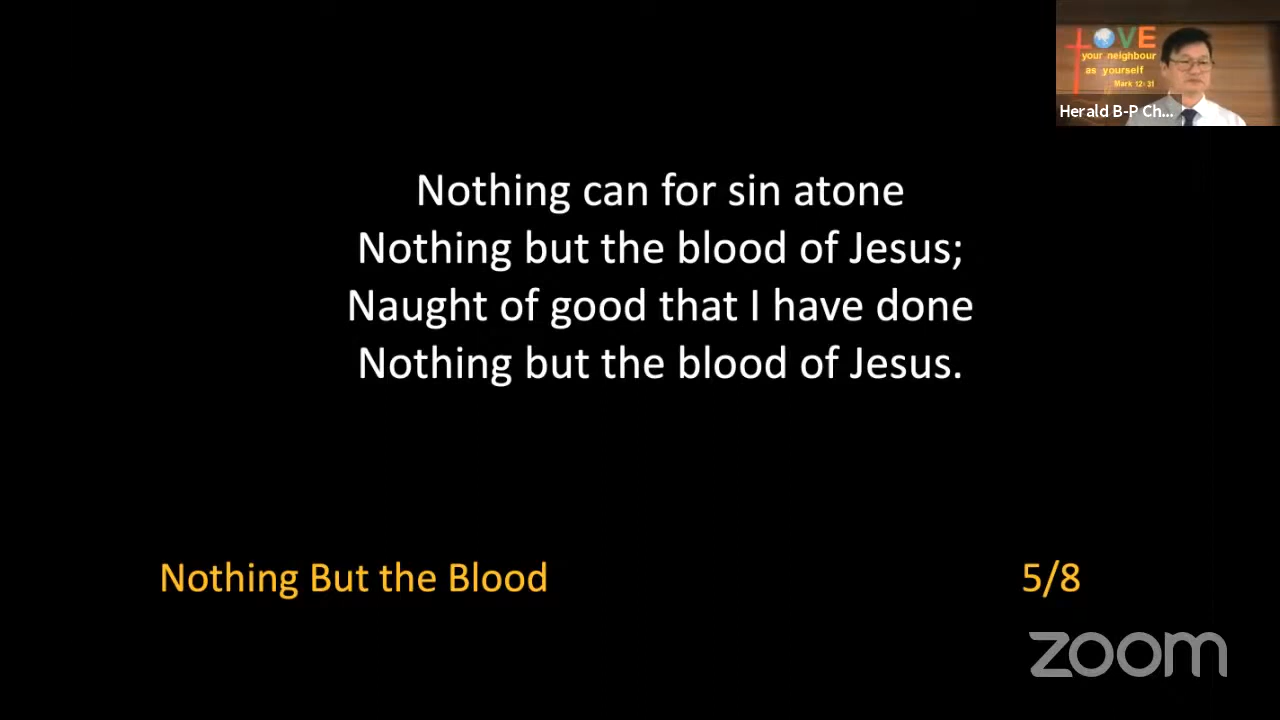 LOVE
your neighbour
as yourself
Mark 12:31
Herald B-P Ch...
Nothing can for sin atone
Nothing but the blood of Jesus;
Naught of good that I have done
Nothing but the blood of Jesus.
Nothing But the Blood
5/8
zoom